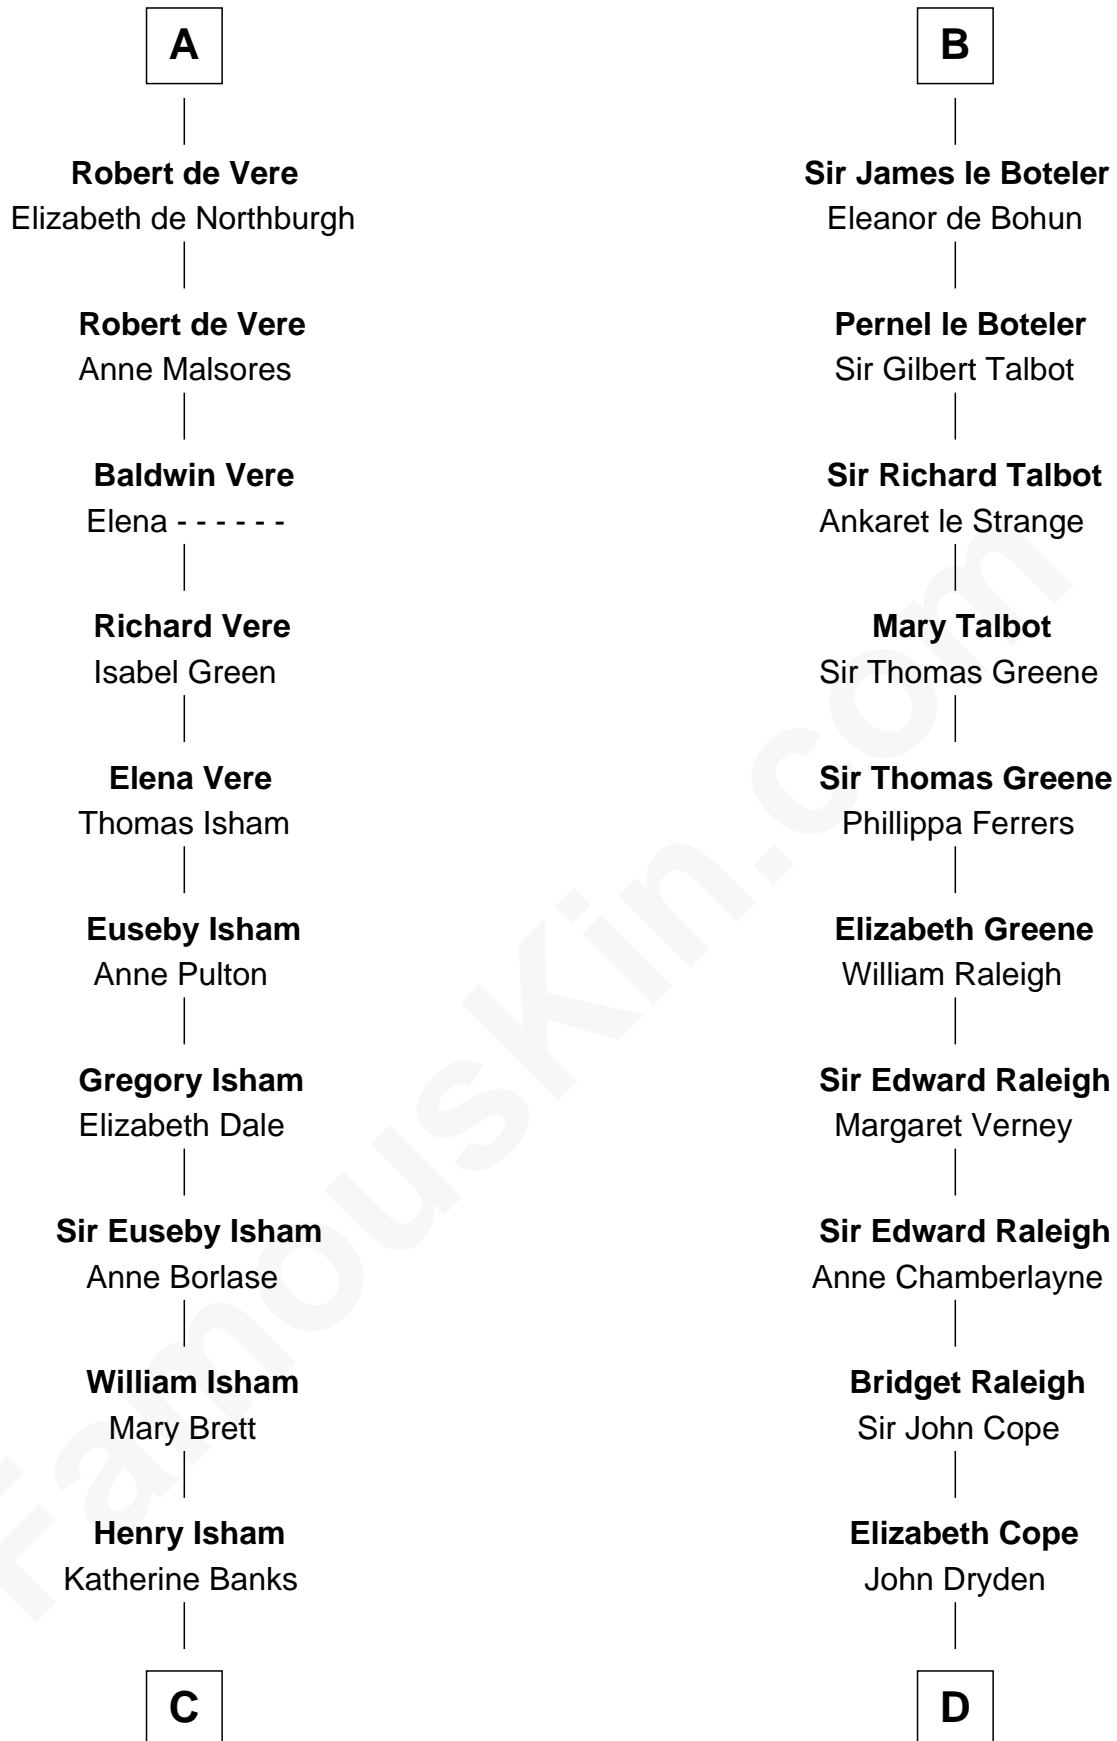 A
Robert de Vere
Elizabeth de Northburgh
Robert de Vere
Anne Malsores
Baldwin Vere
Elena - - - - - -
Richard Vere
Isabel Green
Elena Vere
Thomas Isham
Euseby Isham
Anne Pulton
Gregory Isham
Elizabeth Dale
Sir Euseby Isham
Anne Borlase
William Isham
Mary Brett
Henry Isham
Katherine Banks
C
B
Sir James le Boteler
Eleanor de Bohun
Pernel le Boteler
Sir Gilbert Talbot
Sir Richard Talbot
Ankaret le Strange
Mary Talbot
Sir Thomas Greene
Sir Thomas Greene
Phillippa Ferrers
Elizabeth Greene
William Raleigh
Sir Edward Raleigh
Margaret Verney
Sir Edward Raleigh
Anne Chamberlayne
Bridget Raleigh
Sir John Cope
Elizabeth Cope
John Dryden
D
FamousKin.com